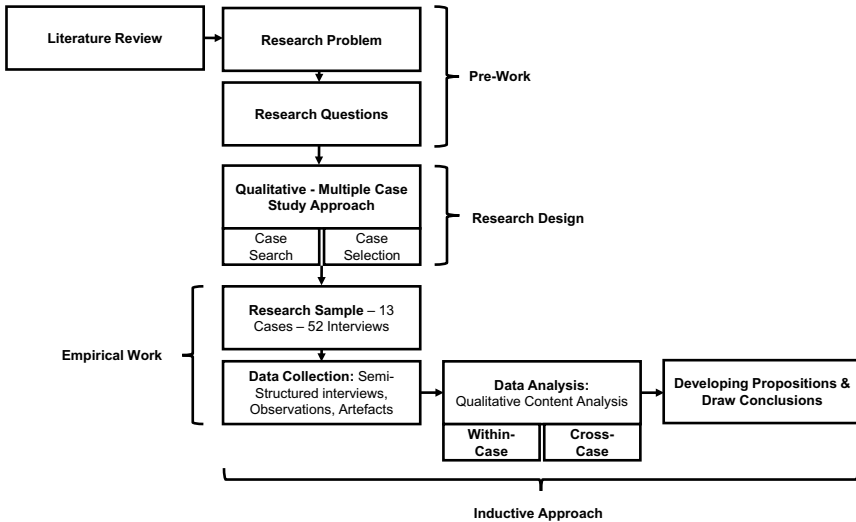 Literature Review
Research Problem
Pre-Work
Research Questions
Qualitative - Multiple Case
Study Approach
Research Design
Case
Search
Case
Selection
Research Sample – 13
Cases – 52 Interviews
Empirical Work
Data Collection: Semi-
Structured interviews,
Observations, Artefacts
Data Analysis:
Qualitative Content Analysis
Within-
Case
Cross-
Case
Developing Propositions &
Draw Conclusions
Inductive Approach